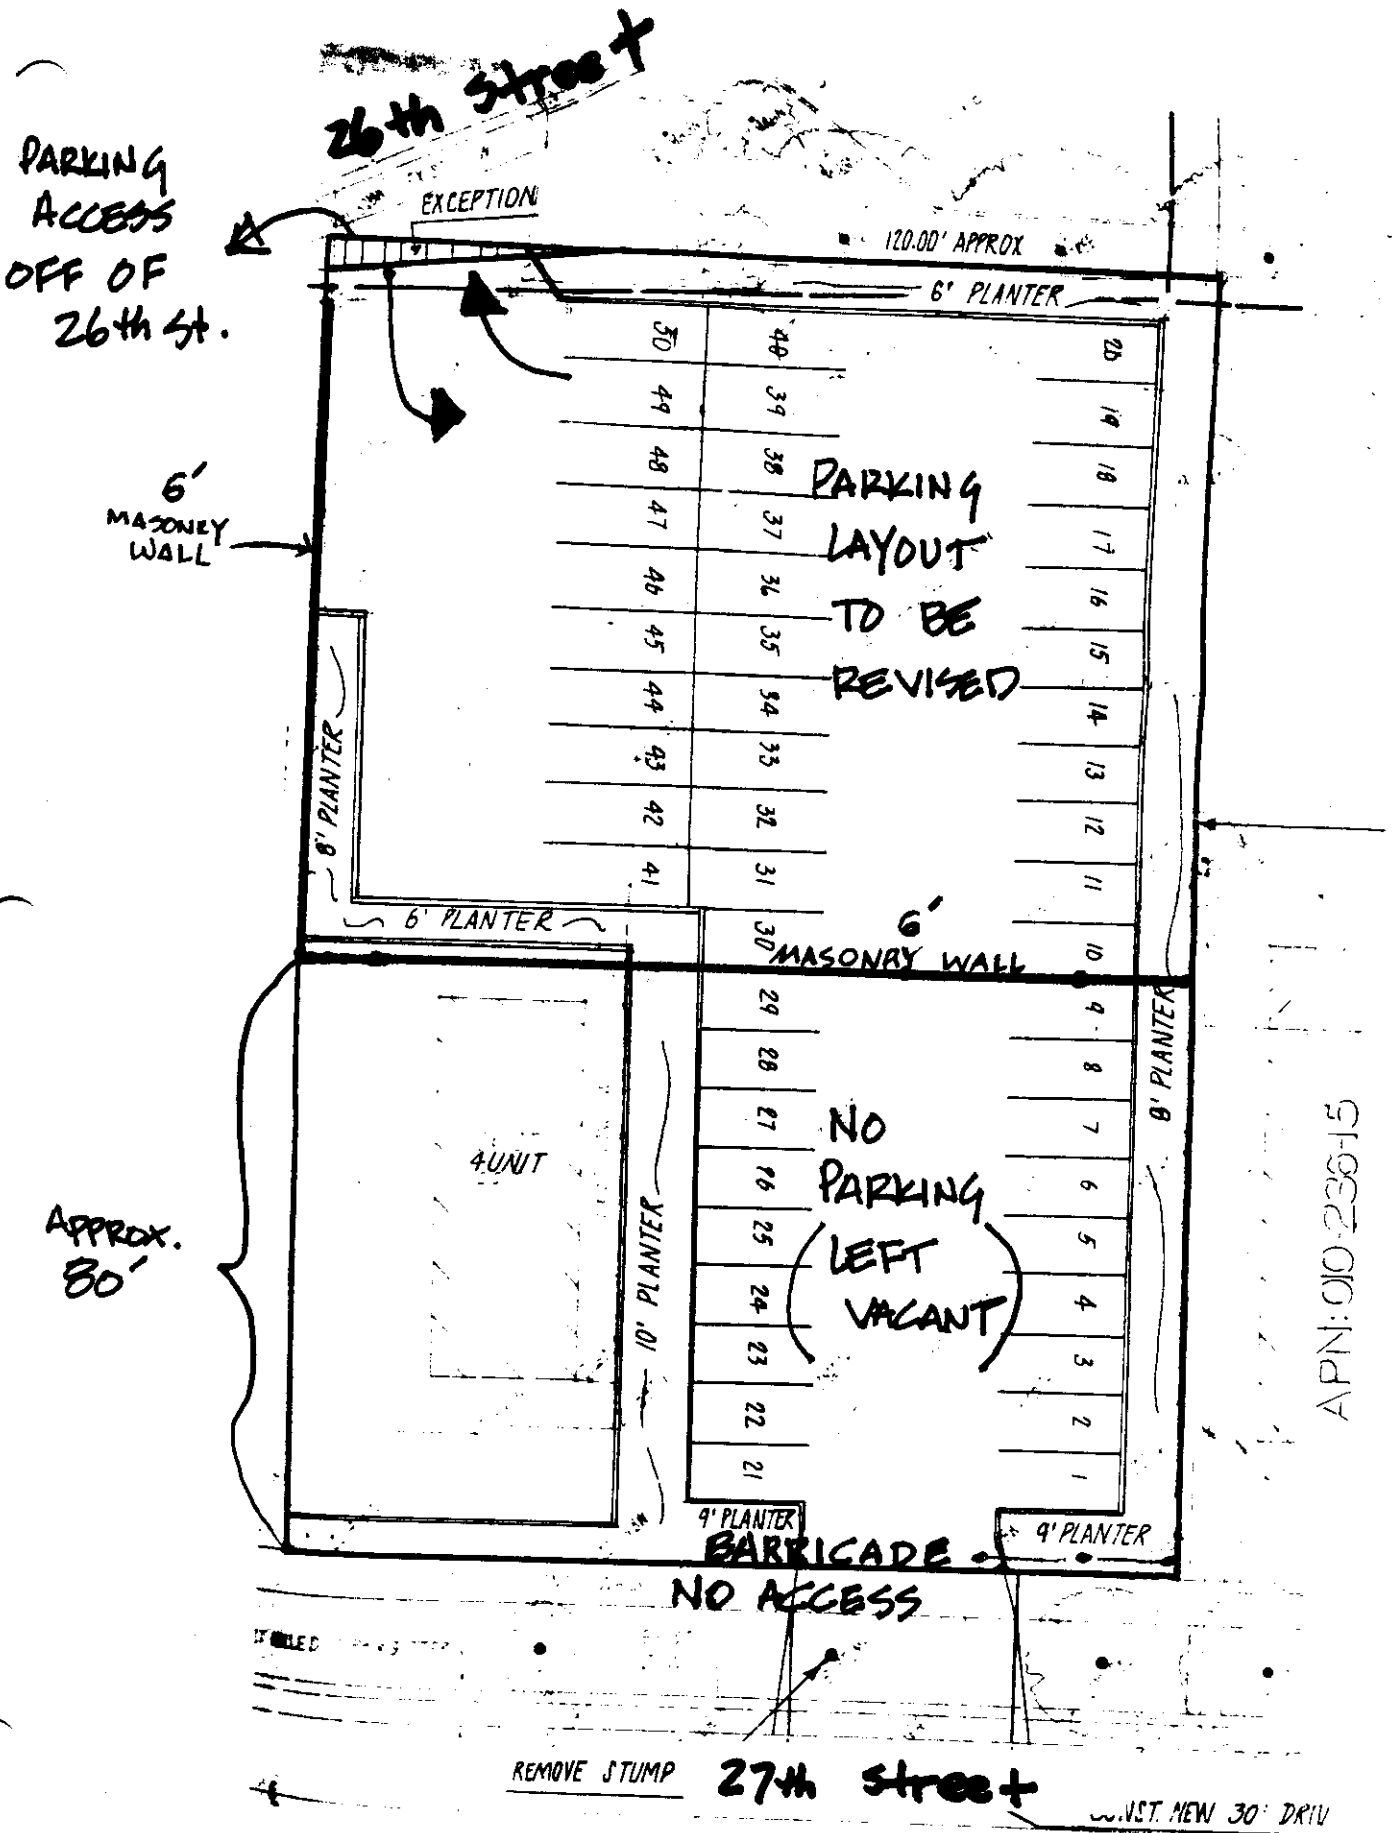 26th Street
PARKING
ACCESS
OFF OF
26th St.
EXCEPTION
120.00' APPROX
6' PLANTER
50
40
20
49
39
19
48
38
18
47
37
17
46
36
16
45
35
15
44
34
14
43
33
13
42
32
12
41
31
11
30
10
PARKING
LAYOUT
TO BE
REVISED
6'
MASONRY
WALL
8' PLANTER
6' PLANTER
6'
MASONRY WALL
29
9
28
8
27
7
26
6
25
5
24
4
23
3
22
2
21
1
8' PLANTER
4 UNIT
10' PLANTER
NO
PARKING
(LEFT
VACANT)
APPROX.
80'
APN: 010-236-15
9' PLANTER
9' PLANTER
BARRICADE
NO ACCESS
REMOVE STUMP
27th Street
NEW 30' DRIV